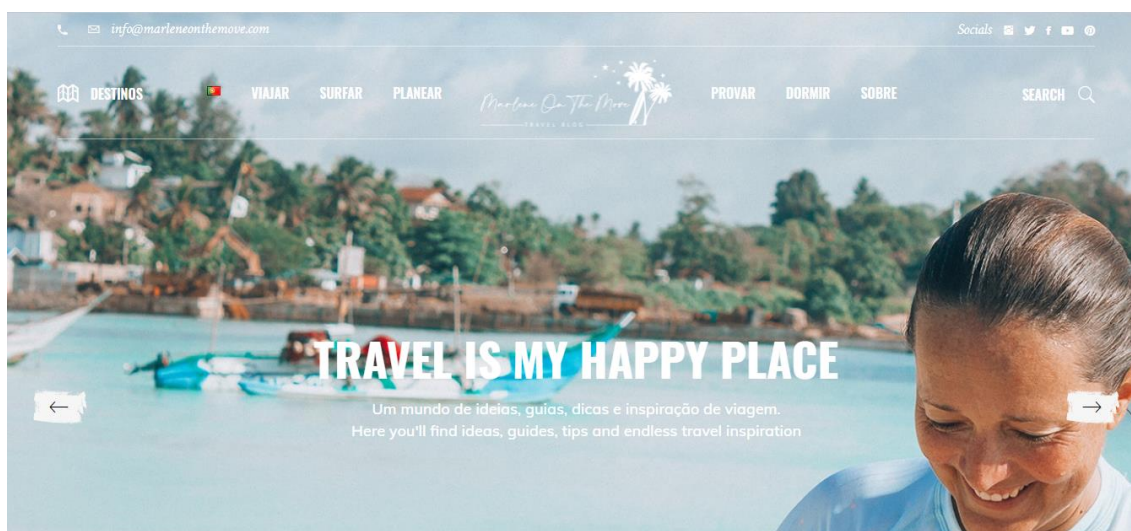 info@marleneonthemove.com
Socials
DESTINOS
VIAJAR
SURFAR
PLANEAR
Marlene On The Move
TRAVEL BLOG
PROVAR
DORMIR
SOBRE
SEARCH
TRAVEL IS MY HAPPY PLACE
Um mundo de ideias, guias, dicas e inspiração de viagem.
Here you'll find ideas, guides, tips and endless travel inspiration